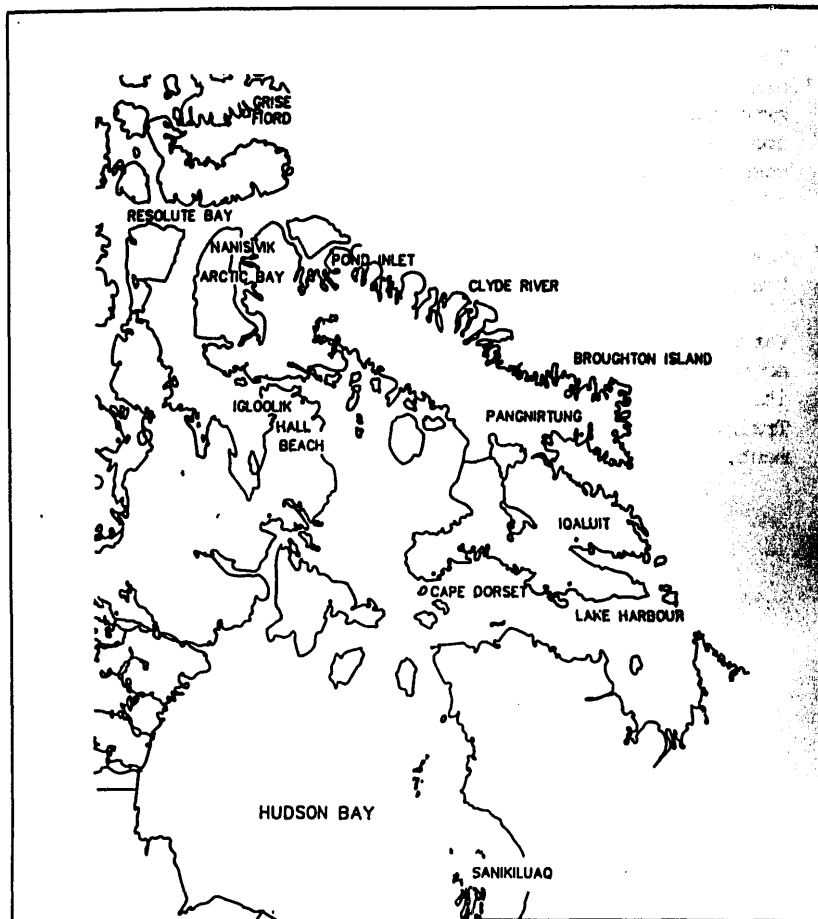 GRISE
FIORD
RESOLUTE BAY
NANISIVIK
POND INLET
ARCTIC BAY
CLYDE RIVER
BROUGHTON ISLAND
IGLOOLIK
PANGNIRTUNG
HALL
BEACH
IQALUIT
CAPE DORSET
LAKE HARBOUR
HUDSON BAY
SANIKILUAQ